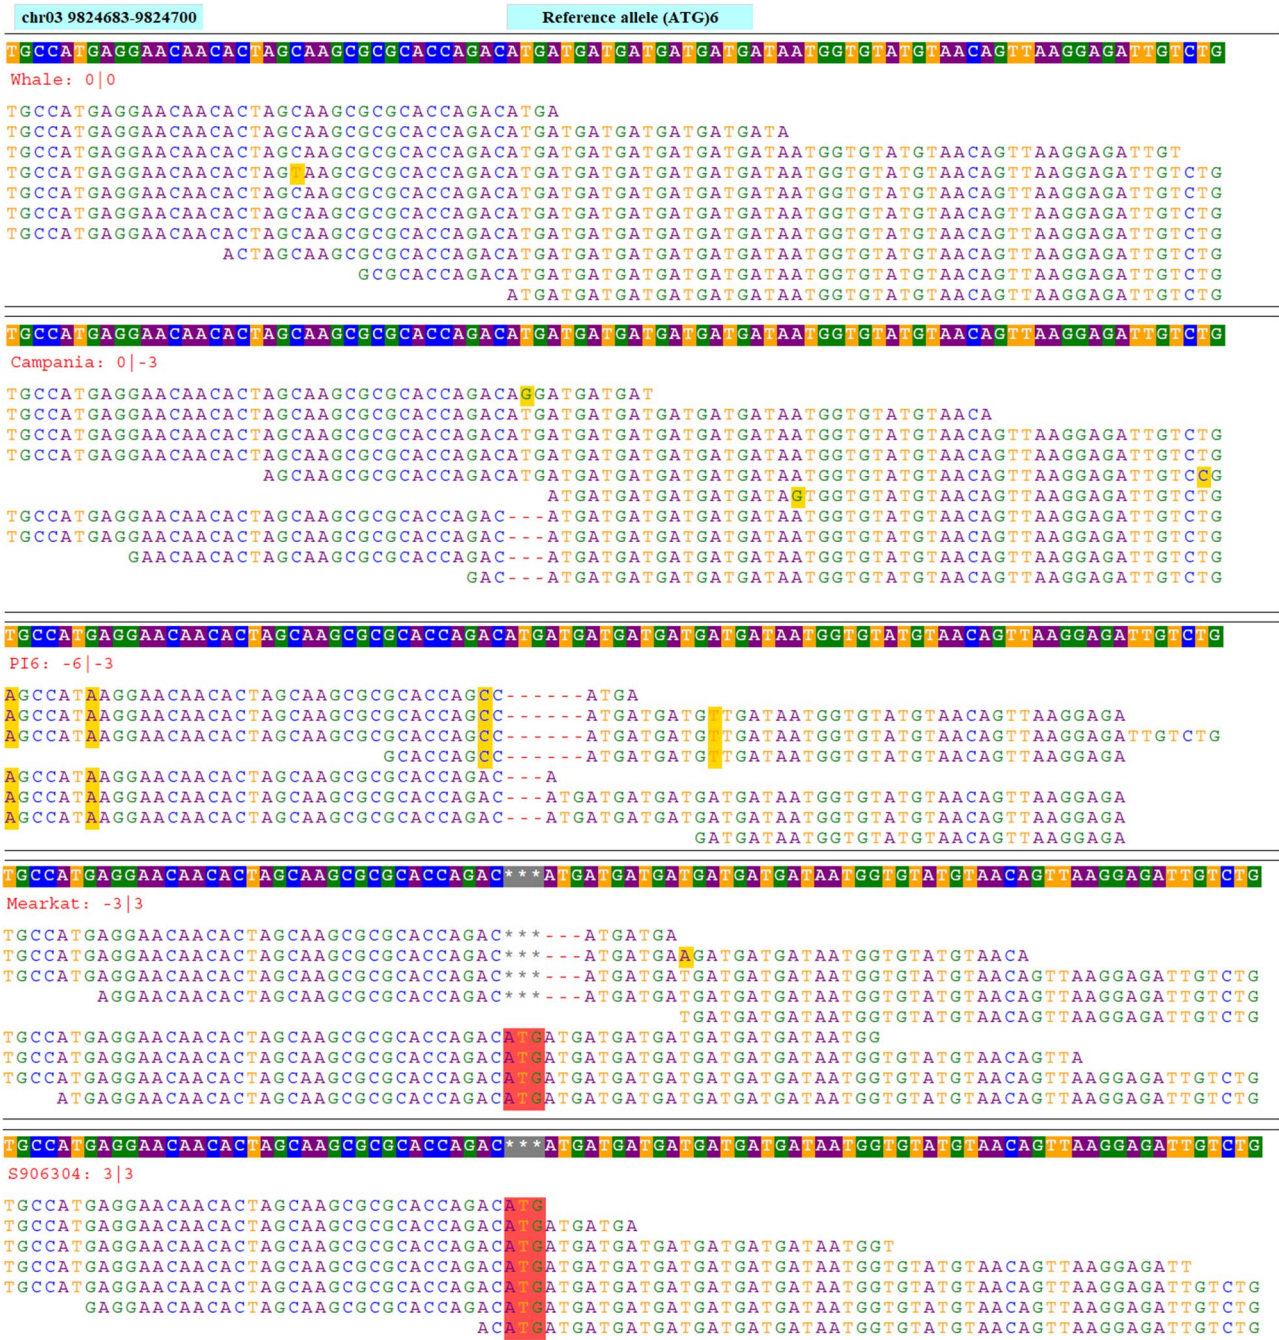 chr03 9824683-9824700 Reference allele (ATG)6
TGCCATGAGGAACAACACTAGCAAGCGCGCACCAGACATGATGATGATGATGATGATAATGGTGTATGTAACAGTTAAGGAGATTGTCTG
Whale: 0|0
TGCCATGAGGAACAACACTAGCAAGCGCGCACCAGACATGA
TGCCATGAGGAACAACACTAGCAAGCGCGCACCAGACATGATGATGATGATGATGATA
TGCCATGAGGAACAACACTAGCAAGCGCGCACCAGACATGATGATGATGATGATGATAATGGTGTATGTAACAGTTAAGGAGATTGT
TGCCATGAGGAACAACACTAGTAAGCGCGCACCAGACATGATGATGATGATGATGATAATGGTGTATGTAACAGTTAAGGAGATTGTCTG
TGCCATGAGGAACAACACTAGCAAGCGCGCACCAGACATGATGATGATGATGATGATAATGGTGTATGTAACAGTTAAGGAGATTGTCTG
TGCCATGAGGAACAACACTAGCAAGCGCGCACCAGACATGATGATGATGATGATGATAATGGTGTATGTAACAGTTAAGGAGATTGTCTG
TGCCATGAGGAACAACACTAGCAAGCGCGCACCAGACATGATGATGATGATGATGATAATGGTGTATGTAACAGTTAAGGAGATTGTCTG
ACTAGCAAGCGCGCACCAGACATGATGATGATGATGATGATAATGGTGTATGTAACAGTTAAGGAGATTGTCTG
GCGCACCAGACATGATGATGATGATGATGATAATGGTGTATGTAACAGTTAAGGAGATTGTCTG
ATGATGATGATGATGATGATAATGGTGTATGTAACAGTTAAGGAGATTGTCTG
TGCCATGAGGAACAACACTAGCAAGCGCGCACCAGACATGATGATGATGATGATGATAATGGTGTATGTAACAGTTAAGGAGATTGTCTG
Campania: 0|-3
TGCCATGAGGAACAACACTAGCAAGCGCGCACCAGACAGGATGATGAT
TGCCATGAGGAACAACACTAGCAAGCGCGCACCAGACATGATGATGATGATGATGATAATGGTGTATGTAACA
TGCCATGAGGAACAACACTAGCAAGCGCGCACCAGACATGATGATGATGATGATGATAATGGTGTATGTAACAGTTAAGGAGATTGTCTG
TGCCATGAGGAACAACACTAGCAAGCGCGCACCAGACATGATGATGATGATGATGATAATGGTGTATGTAACAGTTAAGGAGATTGTCTG
AGCAAGCGCGCACCAGACATGATGATGATGATGATGATAATGGTGTATGTAACAGTTAAGGAGATTGTCCG
ATGATGATGATGATGATAGTGGTGTATGTAACAGTTAAGGAGATTGTCTG
TGCCATGAGGAACAACACTAGCAAGCGCGCACCAGAC---ATGATGATGATGATGATAATGGTGTATGTAACAGTTAAGGAGATTGTCTG
TGCCATGAGGAACAACACTAGCAAGCGCGCACCAGAC---ATGATGATGATGATGATAATGGTGTATGTAACAGTTAAGGAGATTGTCTG
GAACAACACTAGCAAGCGCGCACCAGAC---ATGATGATGATGATGATAATGGTGTATGTAACAGTTAAGGAGATTGTCTG
GAC---ATGATGATGATGATGATAATGGTGTATGTAACAGTTAAGGAGATTGTCTG
TGCCATGAGGAACAACACTAGCAAGCGCGCACCAGACATGATGATGATGATGATGATAATGGTGTATGTAACAGTTAAGGAGATTGTCTG
PI6: -6|-3
AGCCATAAGGAACAACACTAGCAAGCGCGCACCAGCC------ATGA
AGCCATAAGGAACAACACTAGCAAGCGCGCACCAGCC------ATGATGATGTTGATAATGGTGTATGTAACAGTTAAGGAGA
AGCCATAAGGAACAACACTAGCAAGCGCGCACCAGCC------ATGATGATGTTGATAATGGTGTATGTAACAGTTAAGGAGATTGTCTG
GCACCAGCC------ATGATGATGTTGATAATGGTGTATGTAACAGTTAAGGAGA
AGCCATAAGGAACAACACTAGCAAGCGCGCACCAGAC---A
AGCCATAAGGAACAACACTAGCAAGCGCGCACCAGAC---ATGATGATGATGATGATAATGGTGTATGTAACAGTTAAGGAGA
AGCCATAAGGAACAACACTAGCAAGCGCGCACCAGAC---ATGATGATGATGATGATAATGGTGTATGTAACAGTTAAGGAGA
GATGATAATGGTGTATGTAACAGTTAAGGAGA
TGCCATGAGGAACAACACTAGCAAGCGCGCACCAGAC***ATGATGATGATGATGATGATAATGGTGTATGTAACAGTTAAGGAGATTGTCTG
Mearkat: -3|3
TGCCATGAGGAACAACACTAGCAAGCGCGCACCAGAC***---ATGATGA
TGCCATGAGGAACAACACTAGCAAGCGCGCACCAGAC***---ATGATGAAGATGATGATAATGGTGTATGTAACA
TGCCATGAGGAACAACACTAGCAAGCGCGCACCAGAC***---ATGATGATGATGATGATAATGGTGTATGTAACAGTTAAGGAGATTGTCTG
AGGAACAACACTAGCAAGCGCGCACCAGAC***---ATGATGATGATGATGATAATGGTGTATGTAACAGTTAAGGAGATTGTCTG
TGATGATGATAATGGTGTATGTAACAGTTAAGGAGATTGTCTG
TGCCATGAGGAACAACACTAGCAAGCGCGCACCAGACATGATGATGATGATGATGATGATAATGG
TGCCATGAGGAACAACACTAGCAAGCGCGCACCAGACATGATGATGATGATGATGATGATAATGGTGTATGTAACAGTTA
TGCCATGAGGAACAACACTAGCAAGCGCGCACCAGACATGATGATGATGATGATGATGATAATGGTGTATGTAACAGTTAAGGAGATTGTCTG
ATGAGGAACAACACTAGCAAGCGCGCACCAGACATGATGATGATGATGATGATGATAATGGTGTATGTAACAGTTAAGGAGATTGTCTG
TGCCATGAGGAACAACACTAGCAAGCGCGCACCAGAC***ATGATGATGATGATGATGATAATGGTGTATGTAACAGTTAAGGAGATTGTCTG
S906304: 3|3
TGCCATGAGGAACAACACTAGCAAGCGCGCACCAGACATG
TGCCATGAGGAACAACACTAGCAAGCGCGCACCAGACATGATGATGA
TGCCATGAGGAACAACACTAGCAAGCGCGCACCAGACATGATGATGATGATGATGATGATAATGGT
TGCCATGAGGAACAACACTAGCAAGCGCGCACCAGACATGATGATGATGATGATGATGATAATGGTGTATGTAACAGTTAAGGAGATT
TGCCATGAGGAACAACACTAGCAAGCGCGCACCAGACATGATGATGATGATGATGATGATAATGGTGTATGTAACAGTTAAGGAGATTGTCTG
GAGGAACAACACTAGCAAGCGCGCACCAGACATGATGATGATGATGATGATGATAATGGTGTATGTAACAGTTAAGGAGATTGTCTG
ACATGATGATGATGATGATGATGATAATGGTGTATGTAACAGTTAAGGAGATTGTCTG